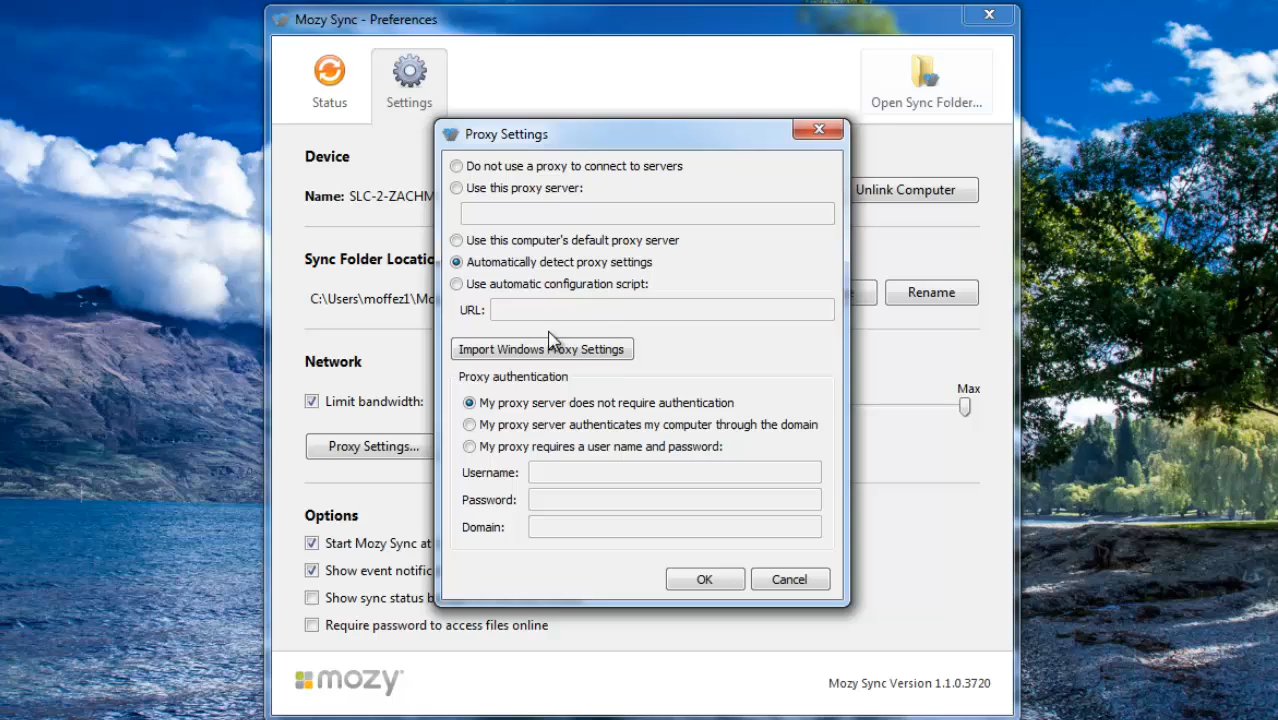 Mozy Sync - Preferences
Status
Settings
Open Sync Folder...
Proxy Settings
Device
Name: SLC-2-ZACHM
Unlink Computer
Do not use a proxy to connect to servers
Use this proxy server:
Use this computer's default proxy server
Sync Folder Locatio
Automatically detect proxy settings
Use automatic configuration script:
C:\Users\moffez1\Mo
Rename
URL:
Import Windows Proxy Settings
Network
Proxy authentication
Max
Limit bandwidth:
My proxy server does not require authentication
My proxy server authenticates my computer through the domain
Proxy Settings...
My proxy requires a user name and password:
Username:
Password:
Domain:
Options
Start Mozy Sync at
Show event notific
Show sync status b
Require password to access files online
OK
Cancel
mozy
Mozy Sync Version 1.1.0.3720